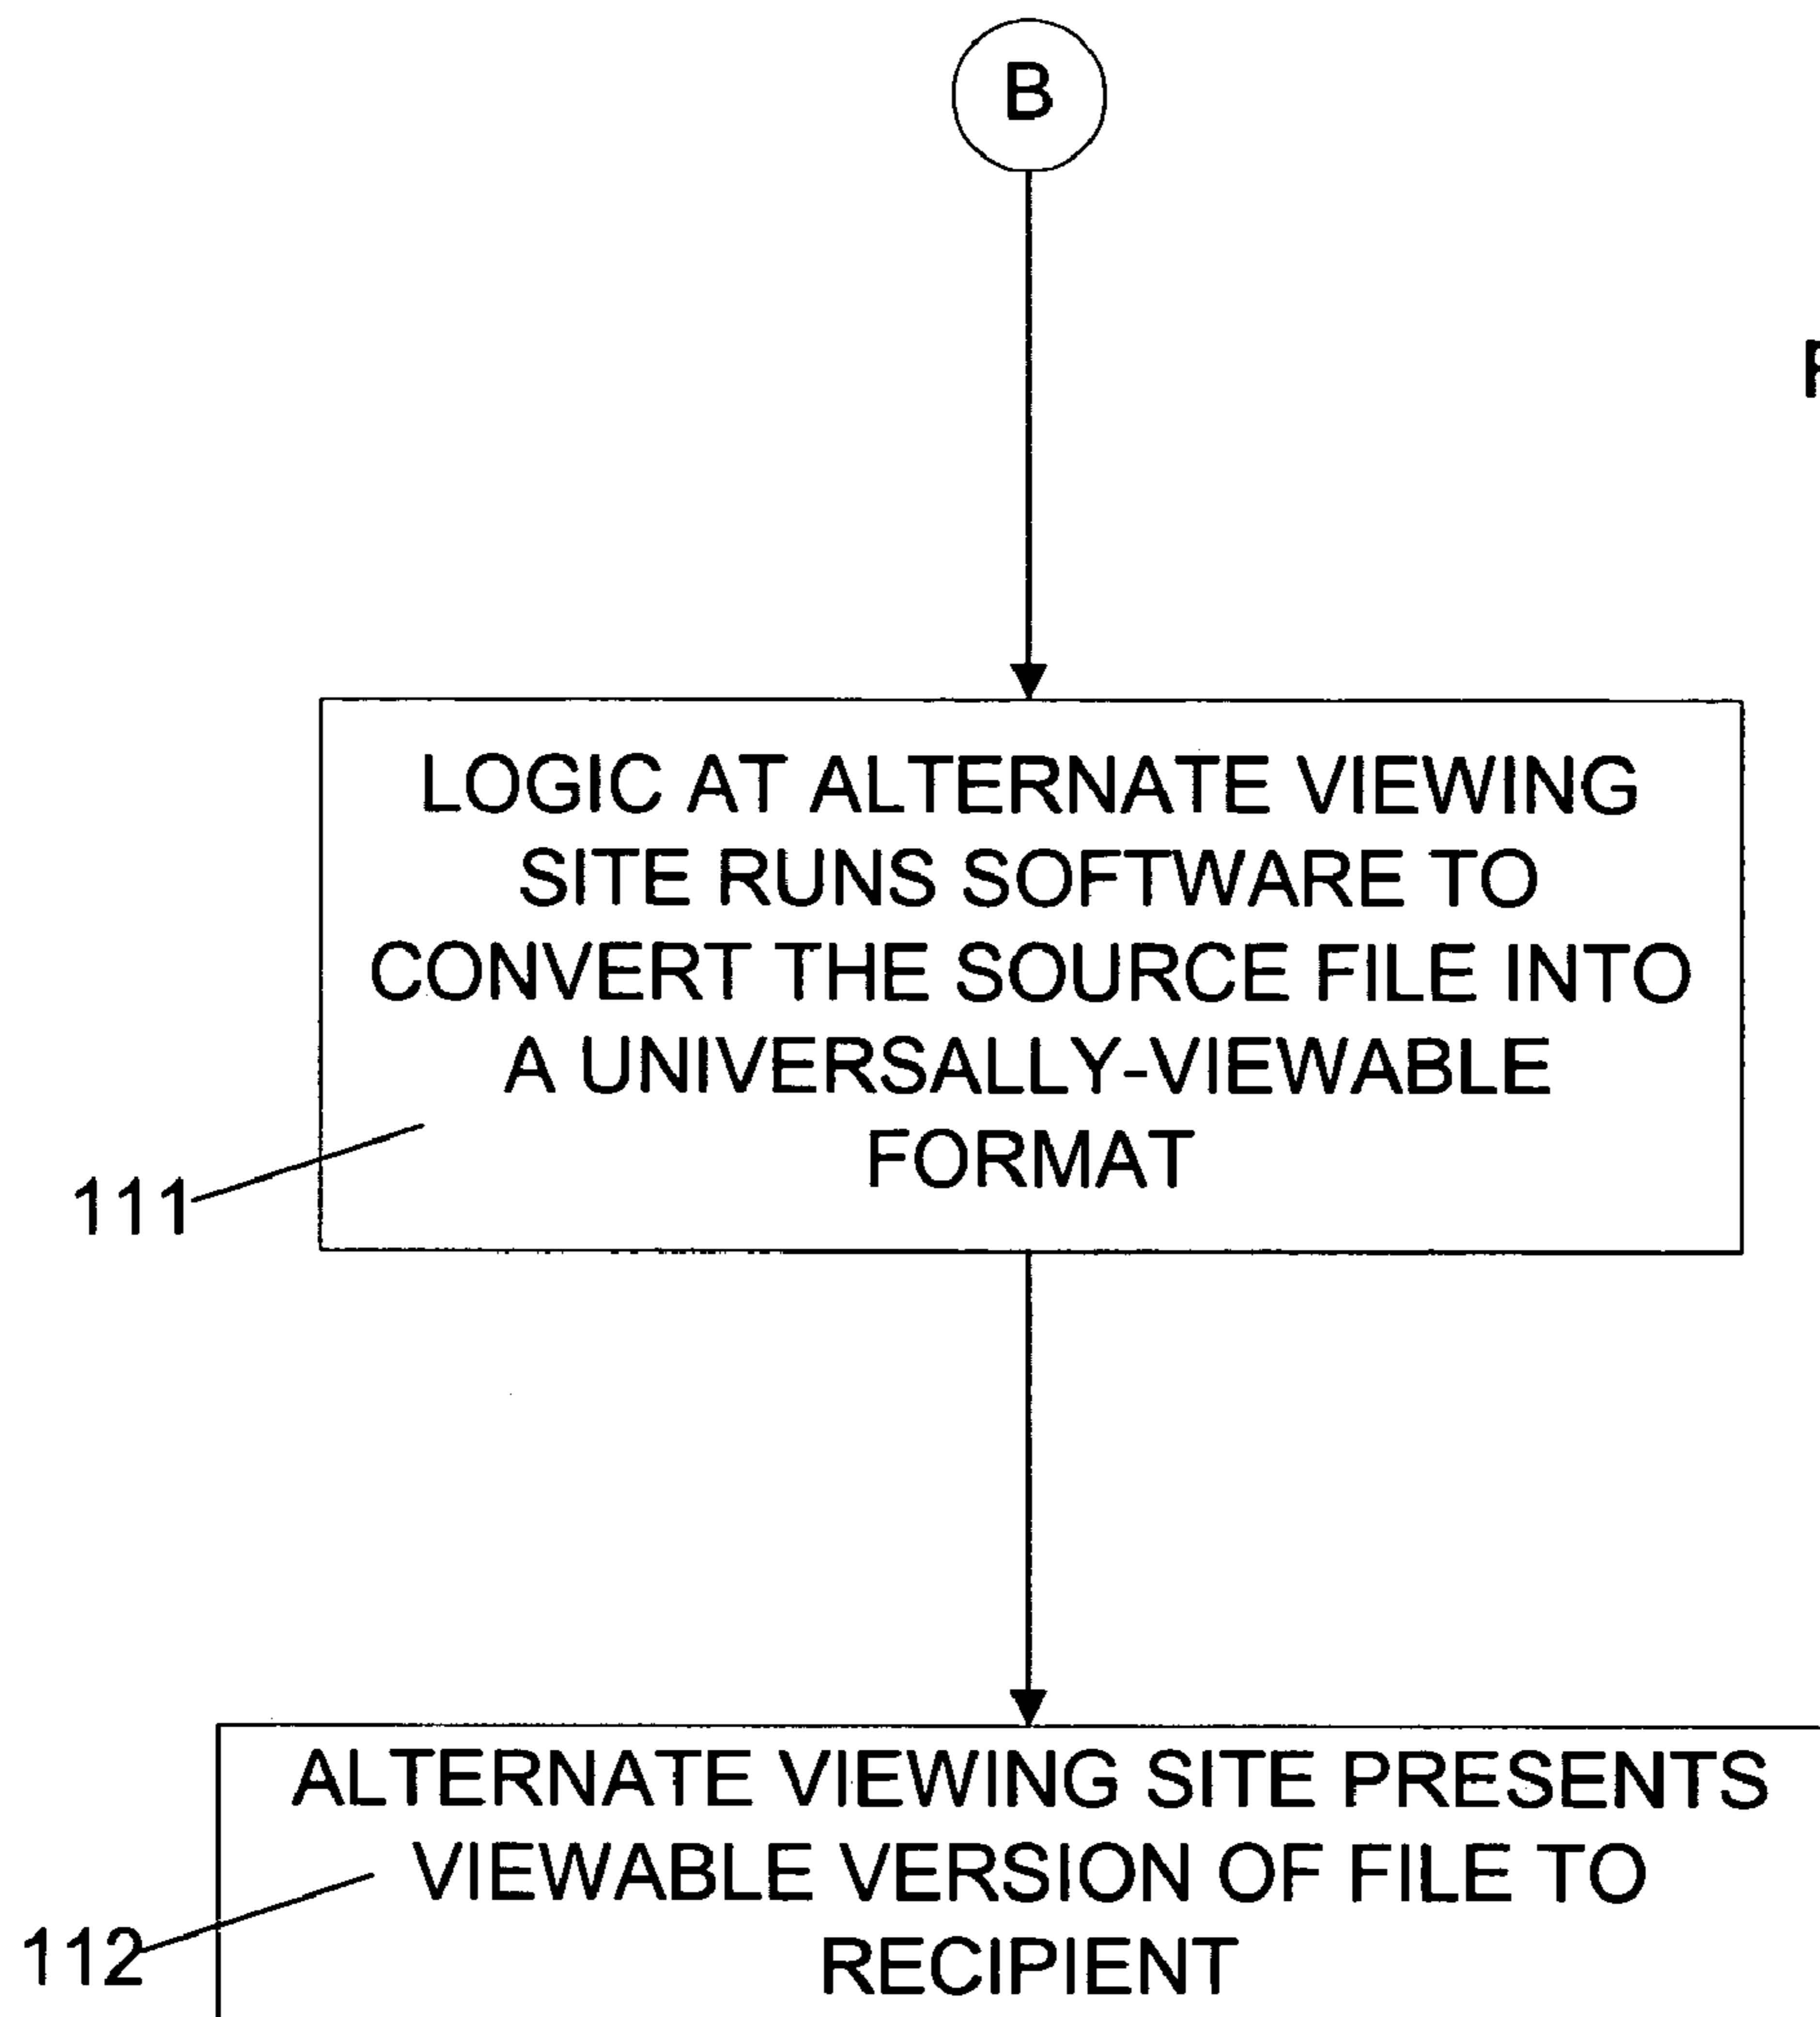 B
LOGIC AT ALTERNATE VIEWING
SITE RUNS SOFTWARE TO
CONVERT THE SOURCE FILE INTO
A UNIVERSALLY-VIEWABLE
FORMAT
111
ALTERNATE VIEWING SITE PRESENTS
VIEWABLE VERSION OF FILE TO
RECIPIENT
112